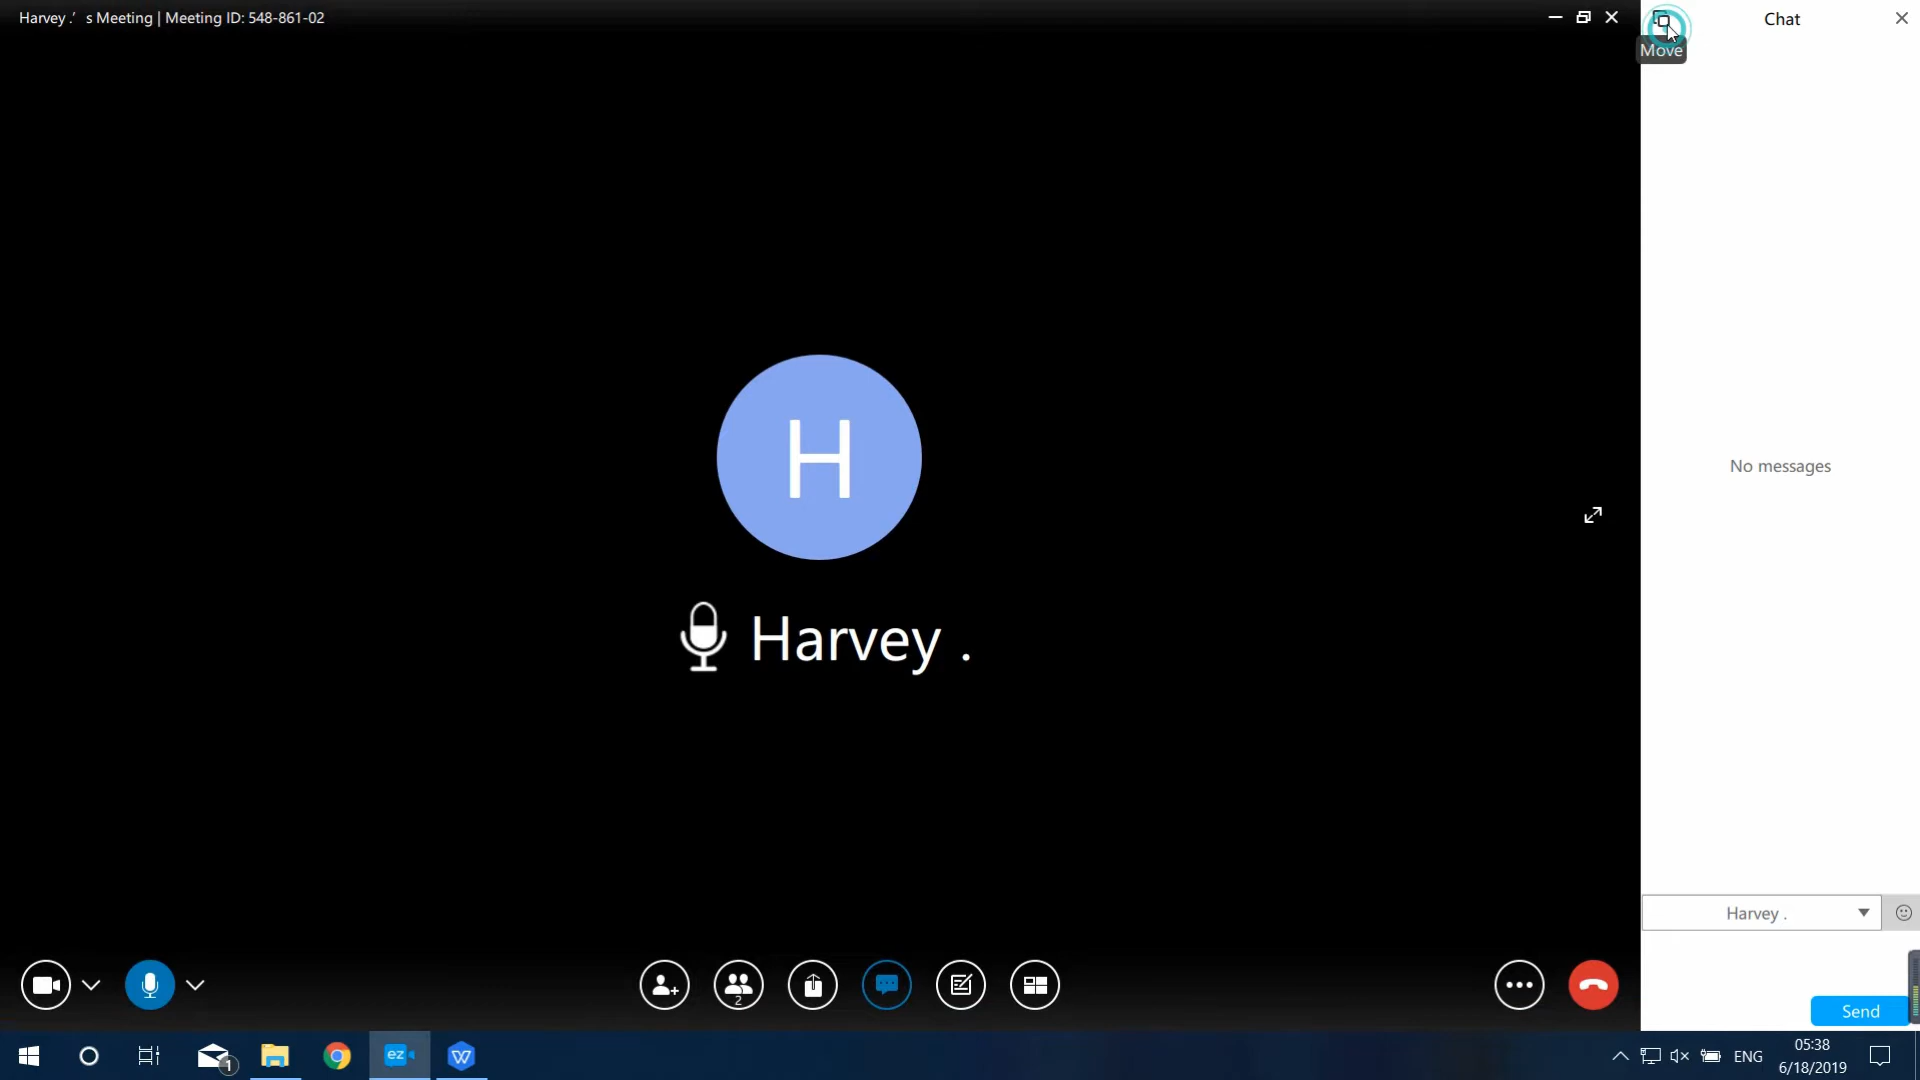 Harvey .’ s Meeting | Meeting ID: 548-861-02
Chat
Move
H
No messages
Harvey .
Harvey .
2
Send
1
ez
W
ENG
05:38
6/18/2019